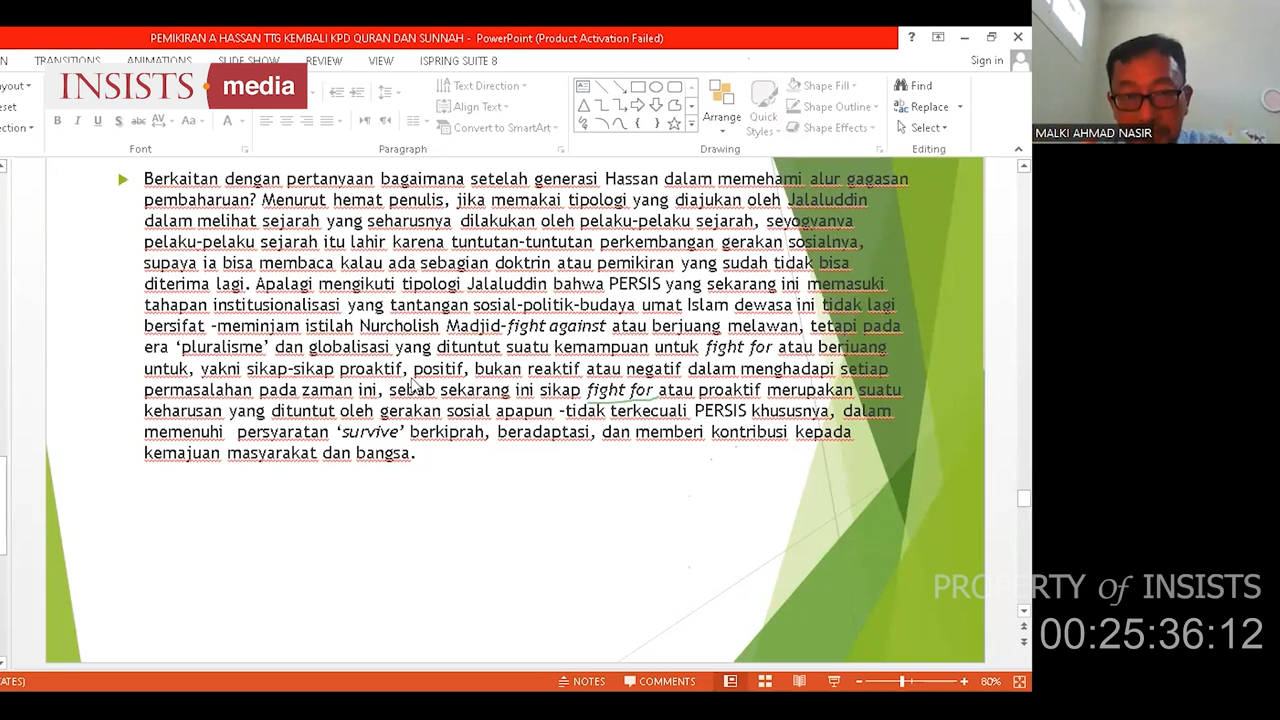 PEMIKIRAN A HASSAN TTG KEMBALI KPD QURAN DAN SUNNAH - PowerPoint (Product Activation Failed)
TRANSITIONS ANIMATIONS SLIDE SHOW REVIEW VIEW ISPRING SUITE 8 Sign in
INSISTS media
Text Direction
Align Text
Convert to SmartArt
Arrange
Quick Styles
Shape Fill
Shape Outline
Shape Effects
Find
Replace
Select
Font Paragraph Drawing Editing
MALKI AHMAD NASIR
Berkaitan dengan pertanyaan bagaimana setelah generasi Hassan dalam memehami alur gagasan
pembaharuan? Menurut hemat penulis, jika memakai tipologi yang diajukan oleh Jalaluddin
dalam melihat sejarah yang seharusnya dilakukan oleh pelaku-pelaku sejarah, seyogyanya
pelaku-pelaku sejarah itu lahir karena tuntutan-tuntutan perkembangan gerakan sosialnya,
supaya ia bisa membaca kalau ada sebagian doktrin atau pemikiran yang sudah tidak bisa
diterima lagi. Apalagi mengikuti tipologi Jalaluddin bahwa PERSIS yang sekarang ini memasuki
tahapan institusionalisasi yang tantangan sosial-politik-budaya umat Islam dewasa ini tidak lagi
bersifat -meminjam istilah Nurcholish Madjid-fight against atau berjuang melawan, tetapi pada
era ‘pluralisme’ dan globalisasi yang dituntut suatu kemampuan untuk fight for atau berjuang
untuk, yakni sikap-sikap proaktif, positif, bukan reaktif atau negatif dalam menghadapi setiap
permasalahan pada zaman ini, sebab sekarang ini sikap fight for atau proaktif merupakan suatu
keharusan yang dituntut oleh gerakan sosial apapun -tidak terkecuali PERSIS khususnya, dalam
memenuhi persyaratan ‘survive’ berkiprah, beradaptasi, dan memberi kontribusi kepada
kemajuan masyarakat dan bangsa.
PROPERTY of INSISTS
00:25:36:12
NOTES COMMENTS 80%